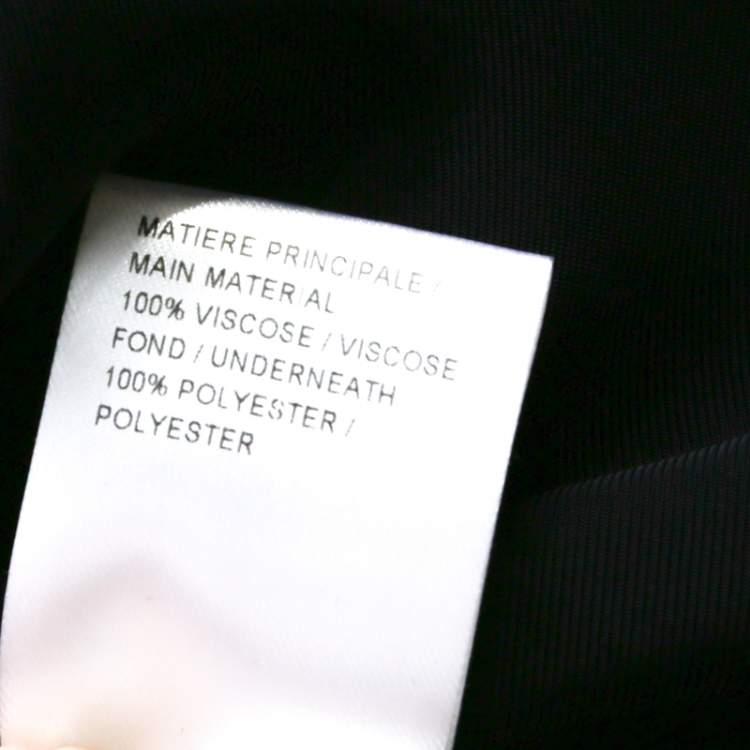 MATIERE PRINCIPALE /
MAIN MATERIAL
100% VISCOSE / VISCOSE
FOND / UNDERNEATH
100% POLYESTER /
POLYESTER